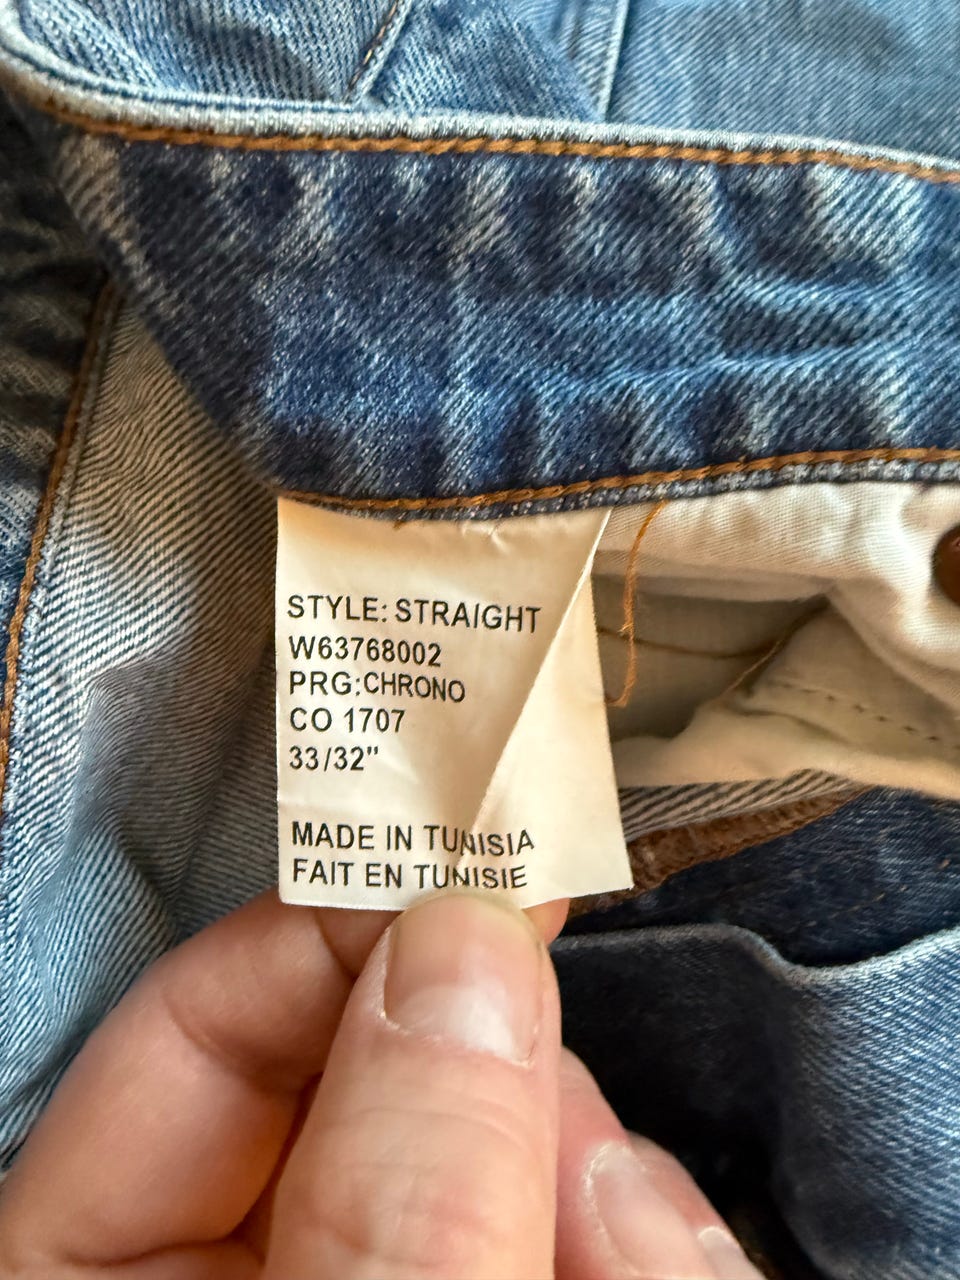 STYLE: STRAIGHT
W63768002
PRG:CHRONO
CO 1707
33/32"
MADE IN TUNISIA
FAIT EN TUNISIE